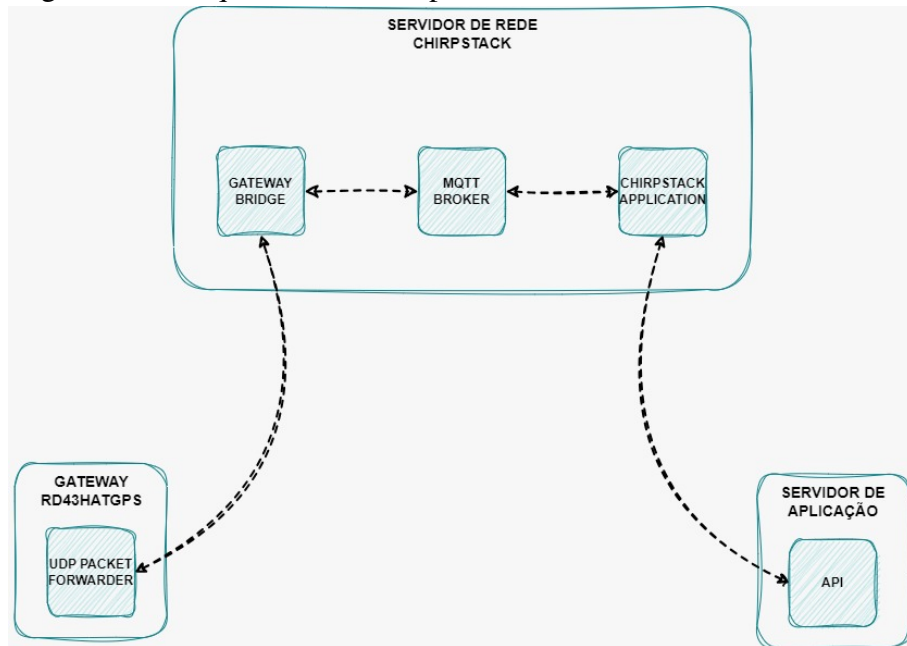 SERVIDOR DE REDE
CHIRPSTACK
GATEWAY
BRIDGE
MQTT
BROKER
CHIRPSTACK
APPLICATION
GATEWAY
RD43HATGPS
UDP PACKET
FORWARDER
SERVIDOR DE
APLICAÇÃO
API